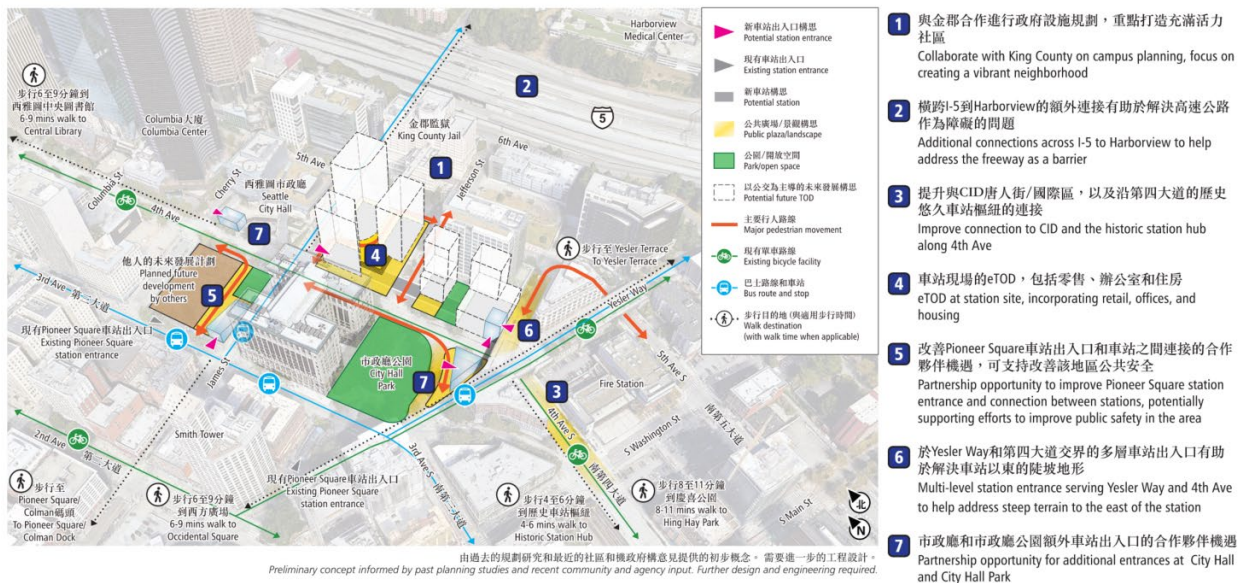 Harborview
Medical Center
步行6至9分鐘到
西雅圖中央圖書館
6-9 mins walk to
Central Library
Columbia大廈
Columbia Center
金郡監獄
King County Jail
5th Ave
6th Ave
Jefferson St
Columbia St
Cherry St
4th Ave
西雅圖市政廳
Seattle
City Hall
他人的未來發展計劃
Planned future
development
by others
3rd Ave
第三大道
現有Pioneer Square車站出入口
Existing Pioneer Square
station entrance
James St
市政廳公園
City Hall
Park
步行至 Yesler Terrace
To Yesler Terrace
Yesler Way
5th Ave S
Fire Station
4th Ave S
南第四大道
S Washington St
南第五大道
S Main St
Smith Tower
2nd Ave
第二大道
3rd Ave S
南第三大道
現有Pioneer Square車站出入口
Existing Pioneer Square
station entrance
步行至
Pioneer Square/
Colman碼頭
To Pioneer Square/
Colman Dock
步行6至9分鐘
到西方廣場
6-9 mins walk to
Occidental Square
步行4至6分鐘
到歷史車站樞紐
4-6 mins walk to
Historic Station Hub
步行8至11分鐘
到慶喜公園
8-11 mins walk to
Hing Hay Park
北
N
5
1
2
3
4
5
6
7
7
新車站出入口構思
Potential station entrance
現有車站出入口
Existing station entrance
新車站構思
Potential station
公共廣場/景觀構思
Public plaza/landscape
公園/開放空間
Park/open space
以公交為主導的未來發展構思
Potential future TOD
主要行人路線
Major pedestrian movement
現有單車路線
Existing bicycle facility
巴士路線和車站
Bus route and stop
步行目的地 (與適用步行時間)
Walk destination
(with walk time when applicable)
1
與金郡合作進行政府設施規劃，重點打造充滿活力
社區
Collaborate with King County on campus planning, focus on
creating a vibrant neighborhood
2
橫跨I-5到Harborview的額外連接有助於解決高速公路
作為障礙的問題
Additional connections across I-5 to Harborview to help
address the freeway as a barrier
3
提升與CID唐人街/國際區，以及沿第四大道的歷史
悠久車站樞紐的連接
Improve connection to CID and the historic station hub
along 4th Ave
4
車站現場的eTOD，包括零售、辦公室和住房
eTOD at station site, incorporating retail, offices, and
housing
5
改善Pioneer Square車站出入口和車站之間連接的合作
夥伴機遇，可支持改善該地區公共安全
Partnership opportunity to improve Pioneer Square station
entrance and connection between stations, potentially
supporting efforts to improve public safety in the area
6
於Yesler Way和第四大道交界的多層車站出入口有助
於解決車站以東的陡坡地形
Multi-level station entrance serving Yesler Way and 4th Ave
to help address steep terrain to the east of the station
7
市政廳和市政廳公園額外車站出入口的合作夥伴機遇
Partnership opportunity for additional entrances at City Hall
and City Hall Park
由過去的規劃研究和最近的社區和機政府構意見提供的初步概念。 需要進一步的工程設計。
Preliminary concept informed by past planning studies and recent community and agency input. Further design and engineering required.